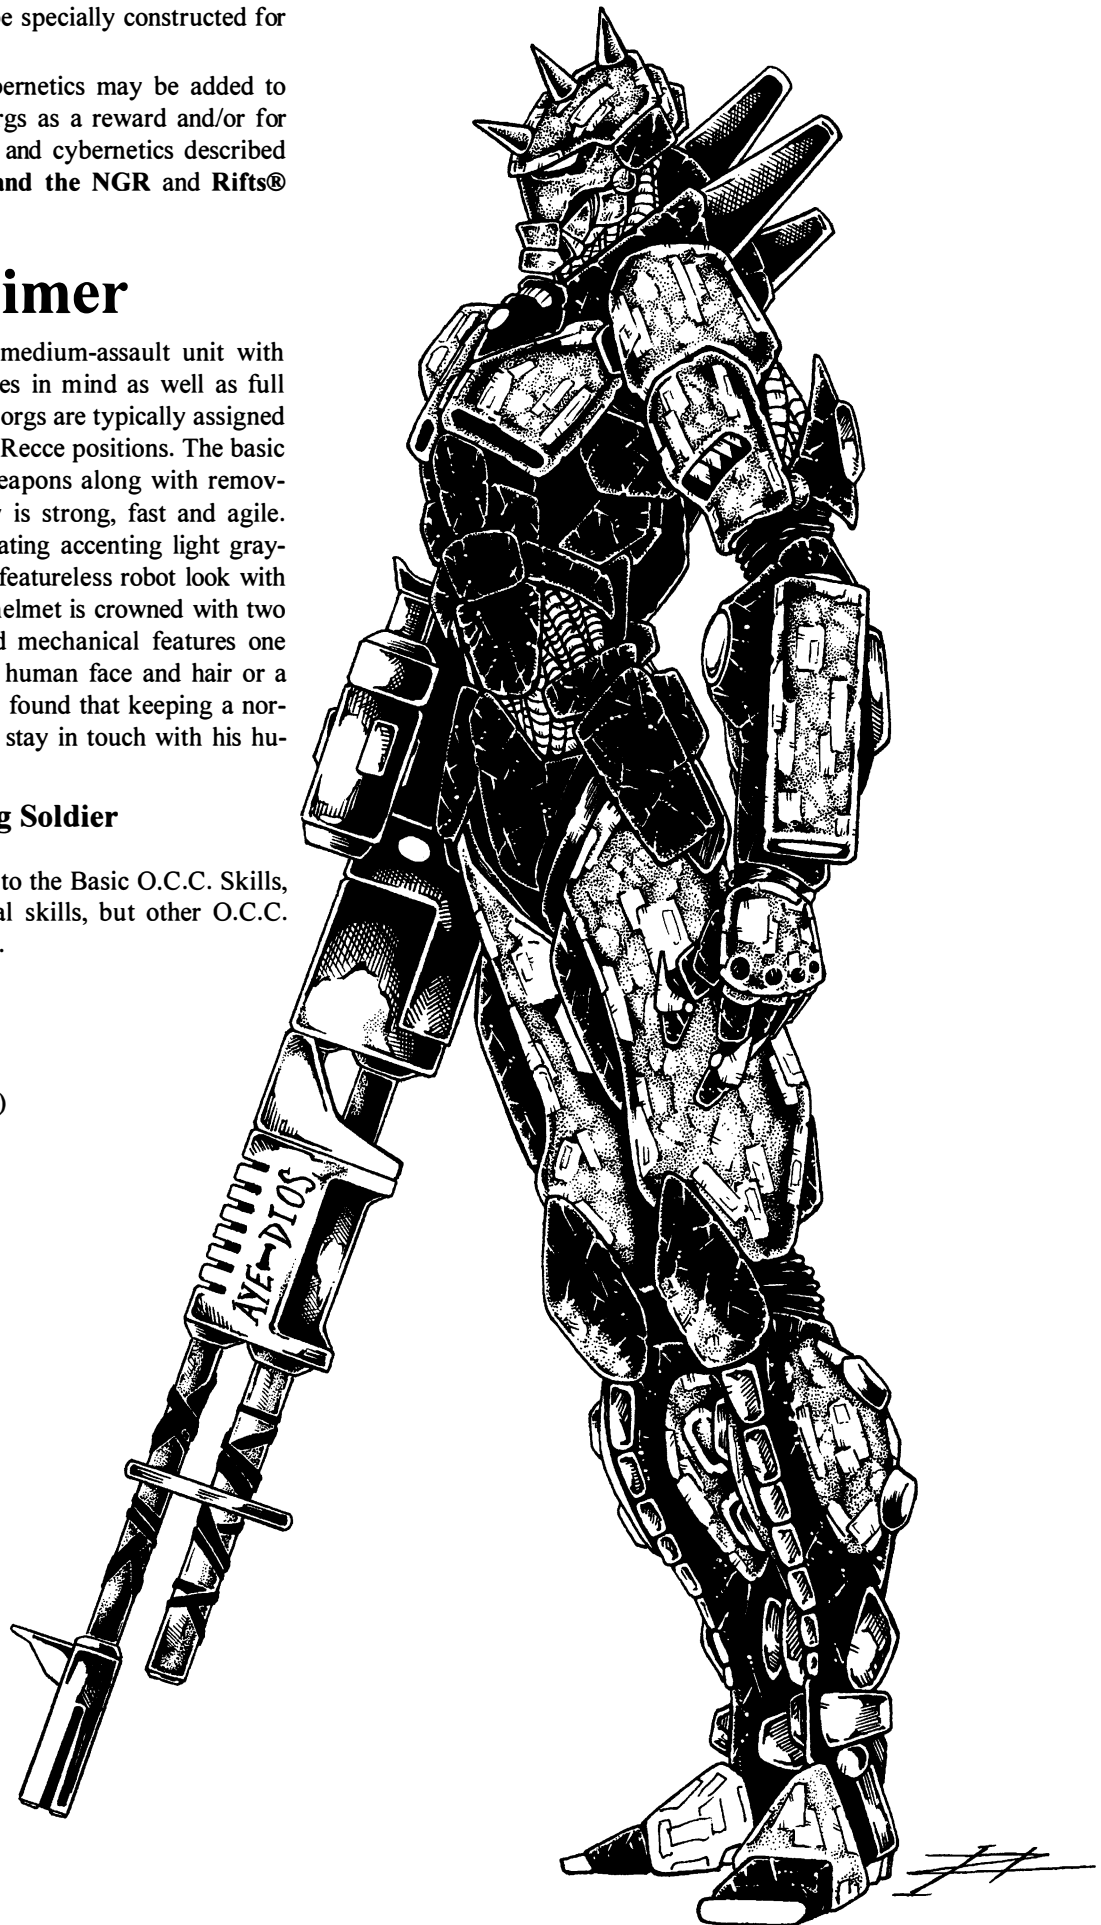 be specially constructed for
bernetics may be added to
rgs as a reward and/or for
and cybernetics described
and the NGR and Rifts®
imer
medium-assault unit with
es in mind as well as full
orgs are typically assigned
Recce positions. The basic
eapons along with remov-
y is strong, fast and agile.
ating accenting light gray-
featureless robot look with
helmet is crowned with two
d mechanical features one
human face and hair or a
found that keeping a nor-
stay in touch with his hu-
g Soldier
to the Basic O.C.C. Skills,
al skills, but other O.C.C.
.
)
AYE-DIOS